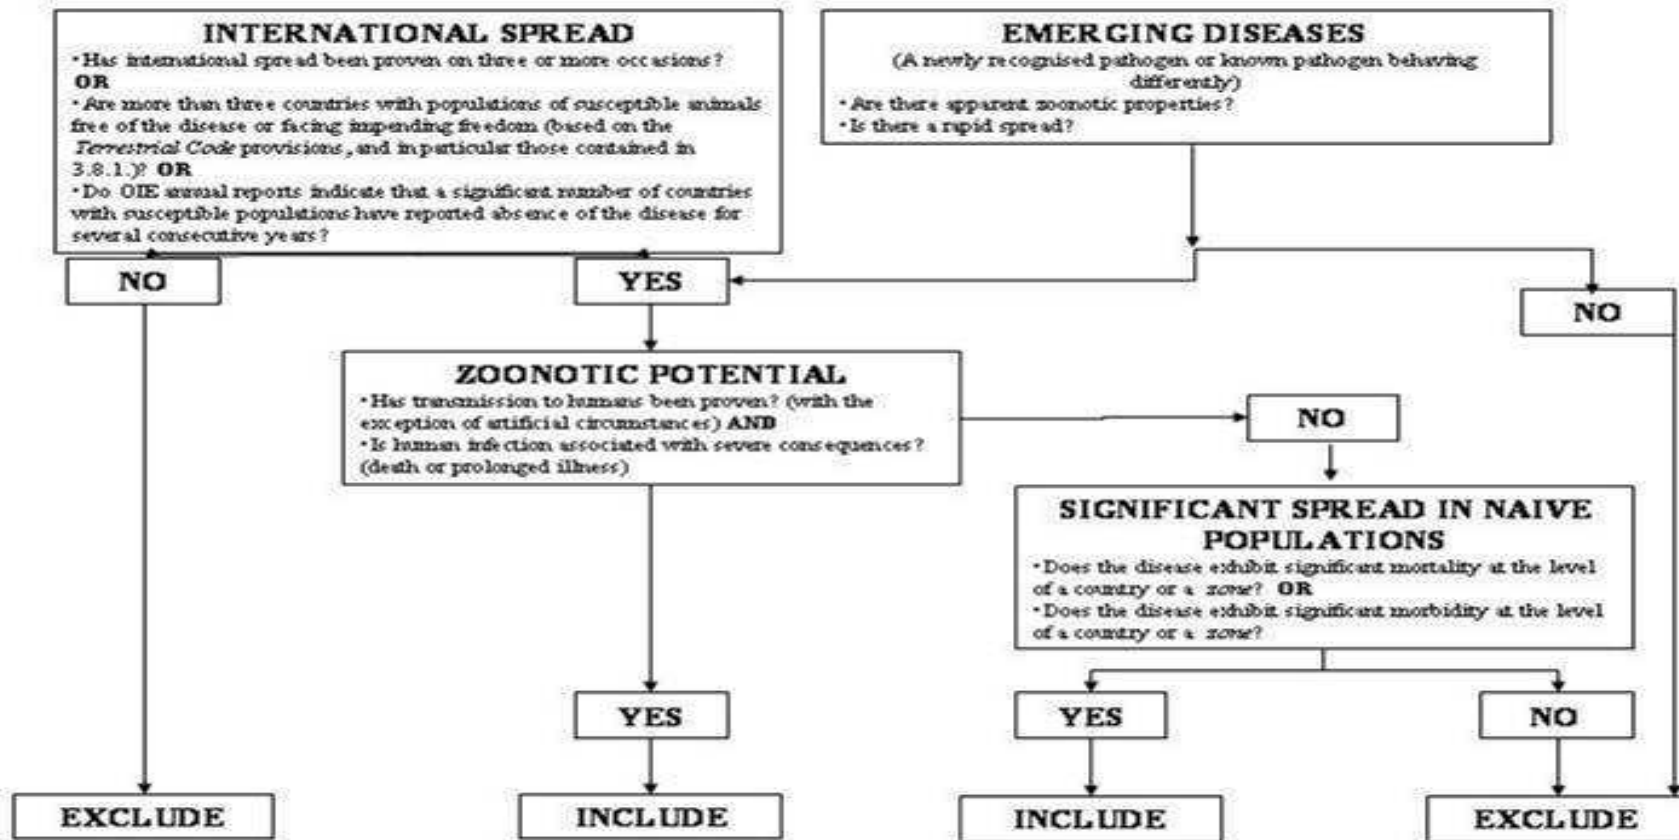 INTERNATIONAL SPREAD
•Has international spread been proven on three or more occasions?
OR
•Are more than three countries with populations of susceptible animals
free of the disease or facing impending freedom (based on the
Terrestrial Code provisions, and in particular those contained in
3.8.1.)? OR
•Do OIE annual reports indicate that a significant number of countries
with susceptible populations have reported absence of the disease for
several consecutive years?
EMERGING DISEASES
(A newly recognised pathogen or known pathogen behaving
differently)
•Are there apparent zoonotic properties?
•Is there a rapid spread?
NO
YES
NO
ZOONOTIC POTENTIAL
•Has transmission to humans been proven? (with the
exception of artificial circumstances) AND
•Is human infection associated with severe consequences?
(death or prolonged illness)
NO
SIGNIFICANT SPREAD IN NAIVE
POPULATIONS
•Does the disease exhibit significant mortality at the level
of a country or a zone? OR
•Does the disease exhibit significant morbidity at the level
of a country or a zone?
YES
YES
NO
EXCLUDE
INCLUDE
INCLUDE
EXCLUDE